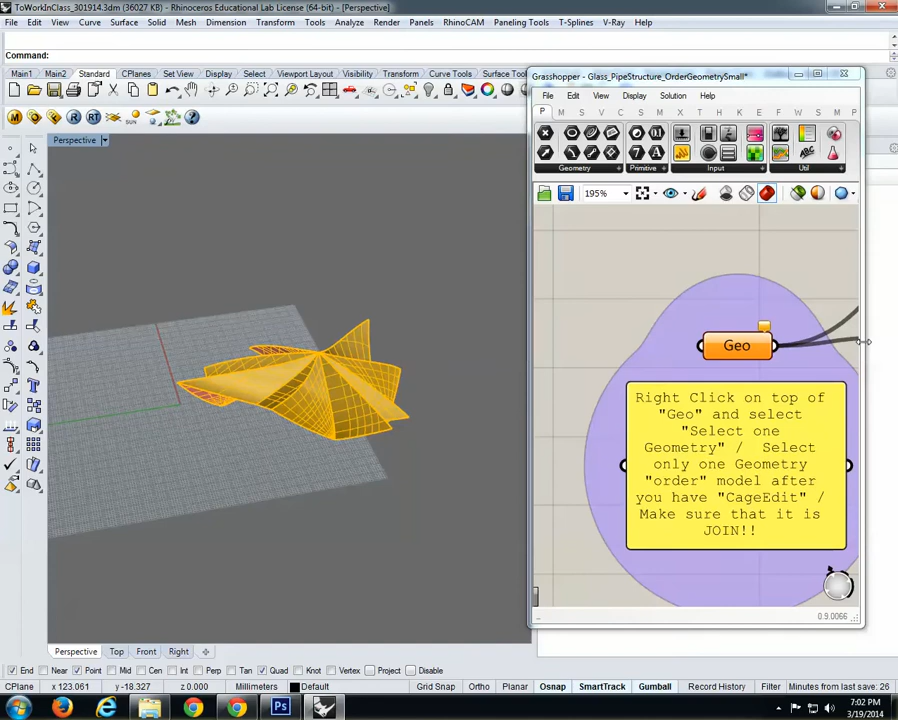 ToWorkInClass_301914.3dm (36027 KB) - Rhinoceros Educational Lab License (64-bit) - [Perspective]
File Edit View Curve Surface Solid Mesh Dimension Transform Tools Analyze Render Panels RhinoCAM Paneling Tools T-Splines V-Ray Help
Command:
Main1 Main2 Standard CPlanes Set View Display Select Viewport Layout Visibility Transform Curve Tools Surface Tools
Perspective
Grasshopper - Glass_PipeStructure_OrderGeometrySmall*
File Edit View Display Solution Help
P M S V C S M X T D E Y S W S M
Geometry Primitive Input Util
195%
Geo
Right Click on top of
"Geo" and select
"Select one
Geometry" / Select
only one Geometry
"order" model after
you have "CageEdit" /
Make sure that it is
JOIN!!
0.9.0066
Perspective Top Front Right
End Near Point Mid Cen Int Perp Tan Quad Knot Vertex Project Disable
CPlane x 123.061 y -18.327 z 0.000 Millimeters Default Grid Snap Ortho Planar Osnap SmartTrack Gumball Record History Filter Minutes from last save: 26
7:02 PM
3/19/2014